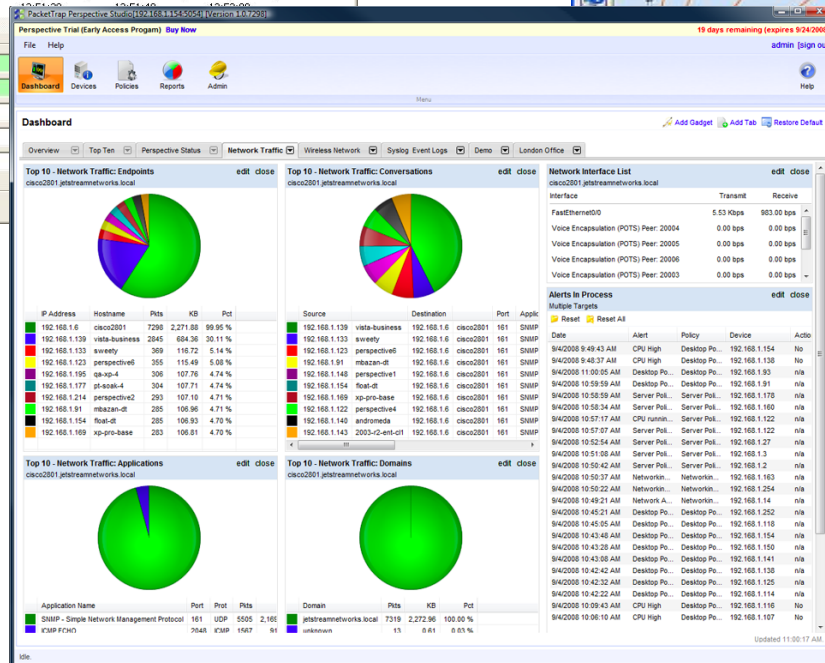 PacketTrap Perspective Studio[192.168.1.154:5054] [Version 1.0.7298]
Perspective Trial (Early Access Progam) Buy Now
19 days remaining (expires 9/24/2008
File Help
admin [sign ou
Dashboard Devices Policies Reports Admin
Help
Menu
Dashboard
Add Gadget Add Tab Restore Default
Overview Top Ten Perspective Status Network Traffic Wireless Network Syslog Event Logs Demo London Office
Top 10 - Network Traffic: Endpoints edit close
cisco2801.jetstreamnetworks.local
IP Address Hostname Pkts KB Pct
192.168.1.6 cisco2801 7298 2,271.88 99.95 %
192.168.1.139 vista-business 2845 684.36 30.11 %
192.168.1.133 sweety 369 116.72 5.14 %
192.168.1.123 perspective6 355 115.49 5.08 %
192.168.1.195 qa-xp-4 306 107.76 4.74 %
192.168.1.177 pt-soak-4 304 107.71 4.74 %
192.168.1.214 perspective2 293 107.10 4.71 %
192.168.1.91 mbazan-dt 285 106.96 4.71 %
192.168.1.154 float-dt 285 106.93 4.70 %
192.168.1.169 xp-pro-base 283 106.81 4.70 %
Top 10 - Network Traffic: Conversations edit close
cisco2801.jetstreamnetworks.local
Source Destination Port Applic
192.168.1.139 vista-business 192.168.1.6 cisco2801 161 SNMP
192.168.1.133 sweety 192.168.1.6 cisco2801 161 SNMP
192.168.1.123 perspective6 192.168.1.6 cisco2801 161 SNMP
192.168.1.91 mbazan-dt 192.168.1.6 cisco2801 161 SNMP
192.168.1.148 perspective1 192.168.1.6 cisco2801 161 SNMP
192.168.1.154 float-dt 192.168.1.6 cisco2801 161 SNMP
192.168.1.169 xp-pro-base 192.168.1.6 cisco2801 161 SNMP
192.168.1.122 perspective4 192.168.1.6 cisco2801 161 SNMP
192.168.1.140 andromeda 192.168.1.6 cisco2801 161 SNMP
192.168.1.143 2003-r2-ent-cl1 192.168.1.6 cisco2801 161 SNMP
Network Interface List edit close
cisco2801.jetstreamnetworks.local
Interface Transmit Receive
FastEthernet0/0 5.53 Kbps 983.00 bps
Voice Encapsulation (POTS) Peer: 20004 0.00 bps 0.00 bps
Voice Encapsulation (POTS) Peer: 20005 0.00 bps 0.00 bps
Voice Encapsulation (POTS) Peer: 20006 0.00 bps 0.00 bps
Voice Encapsulation (POTS) Peer: 20003 0.00 bps 0.00 bps
Alerts In Process edit close
Multiple Targets
Reset Reset All
Date Alert Policy Device Actio
9/4/2008 9:49:43 AM CPU High Desktop Po... 192.168.1.154 No
9/4/2008 9:48:37 AM CPU High Desktop Po... 192.168.1.138 No
9/4/2008 11:00:05 AM Desktop Po... Desktop Po... 192.168.1.93 n/a
9/4/2008 10:59:59 AM Desktop Po... Desktop Po... 192.168.1.91 n/a
9/4/2008 10:58:59 AM Server Poli... Server Poli... 192.168.1.178 n/a
9/4/2008 10:58:34 AM Server Poli... Server Poli... 192.168.1.160 n/a
9/4/2008 10:57:17 AM CPU runnin... Server Poli... 192.168.1.122 n/a
9/4/2008 10:57:07 AM Server Poli... Server Poli... 192.168.1.122 n/a
9/4/2008 10:52:54 AM Server Poli... Server Poli... 192.168.1.27 n/a
9/4/2008 10:51:08 AM Server Poli... Server Poli... 192.168.1.3 n/a
9/4/2008 10:50:42 AM Server Poli... Server Poli... 192.168.1.2 n/a
9/4/2008 10:50:37 AM Networkin... Networkin... 192.168.1.163 n/a
9/4/2008 10:50:22 AM Networkin... Networkin... 192.168.1.254 n/a
9/4/2008 10:49:21 AM Network A... Networkin... 192.168.1.14 n/a
9/4/2008 10:45:21 AM Desktop Po... Desktop Po... 192.168.1.252 n/a
9/4/2008 10:45:05 AM Desktop Po... Desktop Po... 192.168.1.118 n/a
9/4/2008 10:43:48 AM Desktop Po... Desktop Po... 192.168.1.154 n/a
9/4/2008 10:43:28 AM Desktop Po... Desktop Po... 192.168.1.150 n/a
9/4/2008 10:43:08 AM Desktop Po... Desktop Po... 192.168.1.141 n/a
9/4/2008 10:42:42 AM Desktop Po... Desktop Po... 192.168.1.138 n/a
9/4/2008 10:42:32 AM Desktop Po... Desktop Po... 192.168.1.125 n/a
9/4/2008 10:42:22 AM Desktop Po... Desktop Po... 192.168.1.114 n/a
9/4/2008 10:09:43 AM CPU High Desktop Po... 192.168.1.116 No
9/4/2008 10:06:10 AM CPU High Desktop Po... 192.168.1.107 No
Top 10 - Network Traffic: Applications edit close
cisco2801.jetstreamnetworks.local
Application Name Port Prot Pkts
SNMP - Simple Network Management Protocol 161 UDP 5505 2,165
ICMP ECHO 2048 ICMP 1567 91
Top 10 - Network Traffic: Domains edit close
cisco2801.jetstreamnetworks.local
Domain Pkts KB Pct
jetstreamnetworks.local 7319 2,272.96 100.00 %
unknown 13 0.61 0.03 %
Updated 11:00:17 AM.
Idle.